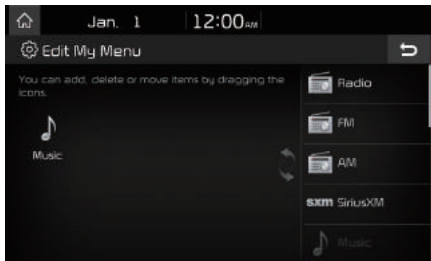 Jan. 1 12:00AM
Edit My Menu
You can add, delete or move items by dragging the
icons.
Music
Radio
FM
AM
sxm SiriusXM
Music